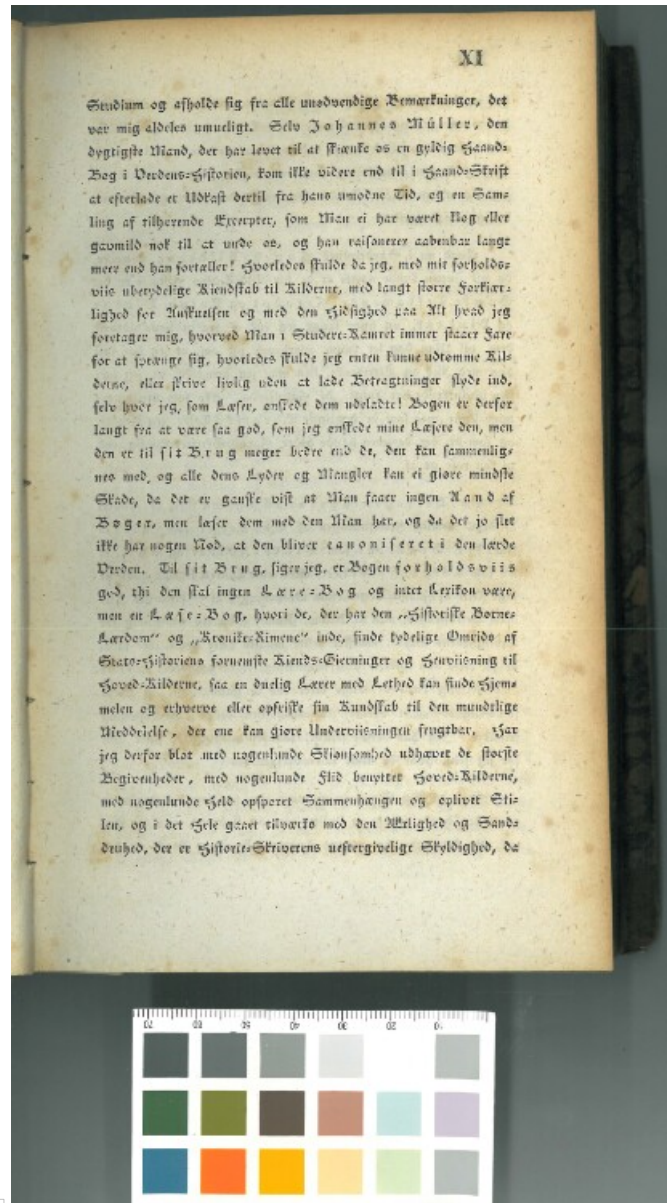 XI
Studium og afholde sig fra alle unødvendige Bemærkninger, det
var mig aldeles umueligt. Selv Johannes Müller, den
dygtigste Mand, der har levet til at skænke os en gyldig Haand-
Bog i Verdens-Historien, kom ikke videre end til i Haand-Skrift
at efterlade et Udkast dertil fra hans umodne Tid, og en Sam-
ling af tilhørende Excerpter, som Man ei har været klog eller
gavmild nok til at unde os, og han raisonerer aabenbar langt
meer end han fortæller! Hvorledes skulde da jeg, med mit forholds-
viis ubetydelige Kiendskab til Kilderne, med langt større Forkiær-
lighed for Anskuelsen og med den Hidsighed paa Alt hvad jeg
foretager mig, hvorved Man i Studere-Kamret immer staaer Fare
for at sprænge sig, hvorledes skulde jeg enten kunne udtømme Kil-
derne, eller skrive livlig uden at lade Betragtninger flyde ind,
selv hvor jeg, som Læser, ønskede dem udeladte! Bogen er derfor
langt fra at være saa god, som jeg ønskede mine Læsere den, men
den er til sit Brug meget bedre end de, den kan sammenlig-
nes med, og alle dens Lyder og Mangler kan ei giøre mindste
Skade, da det er ganske vist at Man faaer ingen Aand af
Bøger, men læser dem med den Man har, og da det jo slet
ikke har nogen Nød, at den bliver canoniseret i den lærde
Verden. Til sit Brug, siger jeg, er Bogen forholdsviis
god, thi den skal ingen Lære-Bog og intet Lexikon være,
men en Læse-Bog, hvori de, der har den „Historiske Børne-
Lærdom“ og „Krønike-Rimene“ inde, finde tydelige Omrids af
Stats-Historiens fornemste Kiends-Gierninger og Henviisning til
Hoved-Kilderne, saa en duelig Lærer med Lethed kan finde Hjem-
melen og erhverve eller opfriske sin Kundskab til den mundtlige
Meddelelse, der ene kan giøre Underviisningen frugtbar. Har
jeg derfor blot med nogenlunde Skiønsomhed udhævet de største
Begivenheder, med nogenlunde Flid benyttet Hoved-Kilderne,
med nogenlunde Held opsporet Sammenhængen og oplivet Sti-
len, og i det Hele gaaet tilværks med den Ærlighed og Sand-
druhed, der er Historie-Skriverens ueftergivelige Skyldighed, da
70 60 50 40 30 20 10